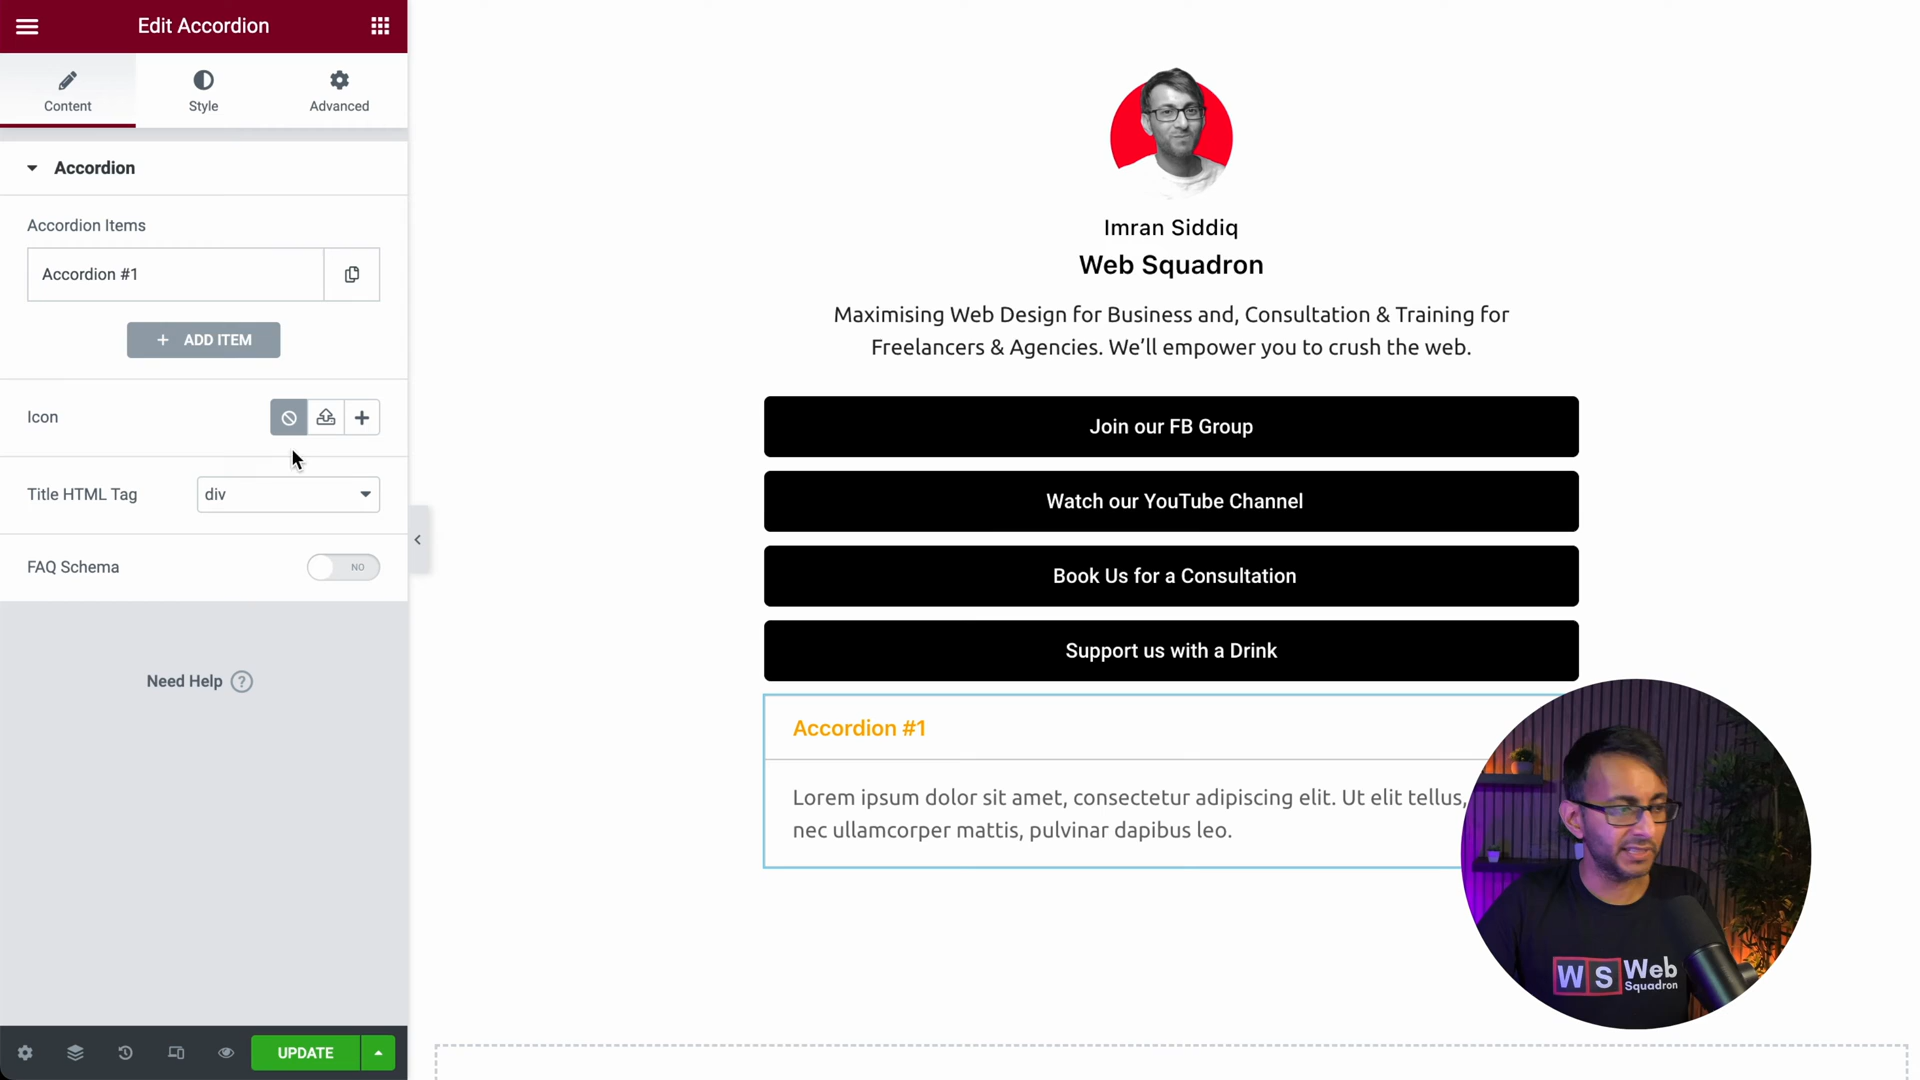 Edit Accordion
Content
Style
Advanced
Accordion
Accordion Items
Accordion #1
+ ADD ITEM
Icon
Title HTML Tag
div
FAQ Schema
NO
Need Help ?
UPDATE
Imran Siddiq
Web Squadron
Maximising Web Design for Business and, Consultation & Training for
Freelancers & Agencies. We’ll empower you to crush the web.
Join our FB Group
Watch our YouTube Channel
Book Us for a Consultation
Support us with a Drink
Accordion #1
Lorem ipsum dolor sit amet, consectetur adipiscing elit. Ut elit tellus,
nec ullamcorper mattis, pulvinar dapibus leo.
WS Web
Squadron